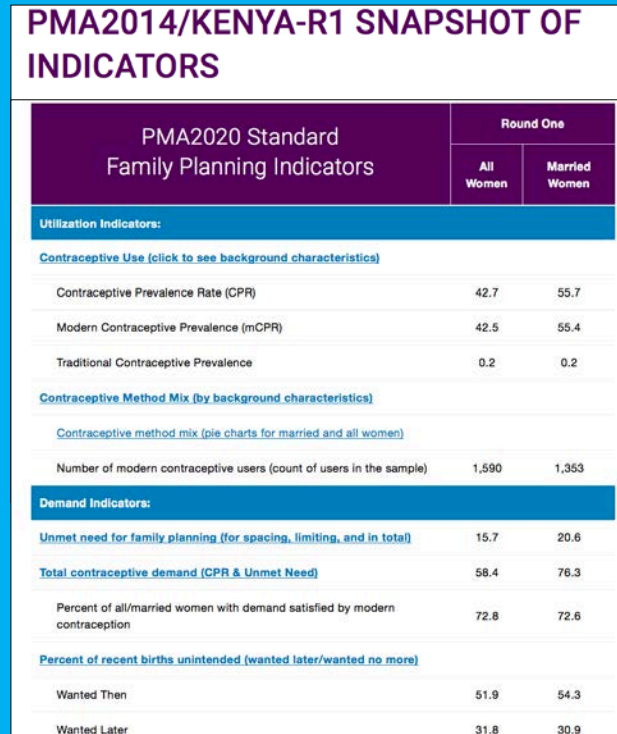 PMA2014/KENYA-R1 SNAPSHOT OF
INDICATORS
PMA2020 Standard
Family Planning Indicators
Round One
All
Women
Married
Women
Utilization Indicators:
Contraceptive Use (click to see background characteristics)
Contraceptive Prevalence Rate (CPR) 42.7 55.7
Modern Contraceptive Prevalence (mCPR) 42.5 55.4
Traditional Contraceptive Prevalence 0.2 0.2
Contraceptive Method Mix (by background characteristics)
Contraceptive method mix (pie charts for married and all women)
Number of modern contraceptive users (count of users in the sample) 1,590 1,353
Demand Indicators:
Unmet need for family planning (for spacing, limiting, and in total) 15.7 20.6
Total contraceptive demand (CPR & Unmet Need) 58.4 76.3
Percent of all/married women with demand satisfied by modern
contraception 72.8 72.6
Percent of recent births unintended (wanted later/wanted no more)
Wanted Then 51.9 54.3
Wanted Later 31.8 30.9